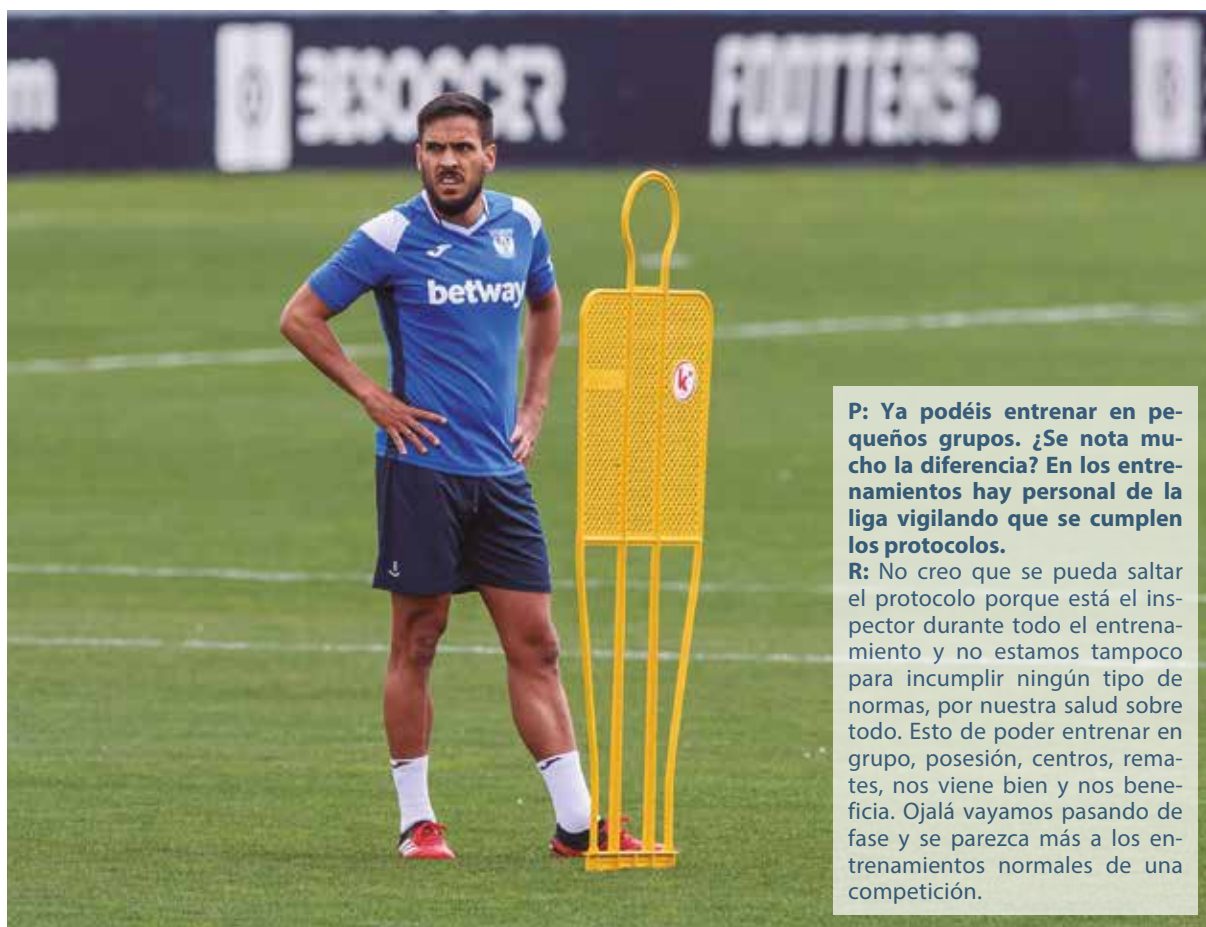 m
BESOCCER
FOOTTERS.
betway
k
P: Ya podéis entrenar en pe-
queños grupos. ¿Se nota mu-
cho la diferencia? En los entre-
namientos hay personal de la
liga vigilando que se cumplen
los protocolos.
R: No creo que se pueda saltar
el protocolo porque está el ins-
pector durante todo el entrena-
miento y no estamos tampoco
para incumplir ningún tipo de
normas, por nuestra salud sobre
todo. Esto de poder entrenar en
grupo, posesión, centros, rema-
tes, nos viene bien y nos bene-
ficia. Ojalá vayamos pasando de
fase y se parezca más a los en-
trenamientos normales de una
competición.